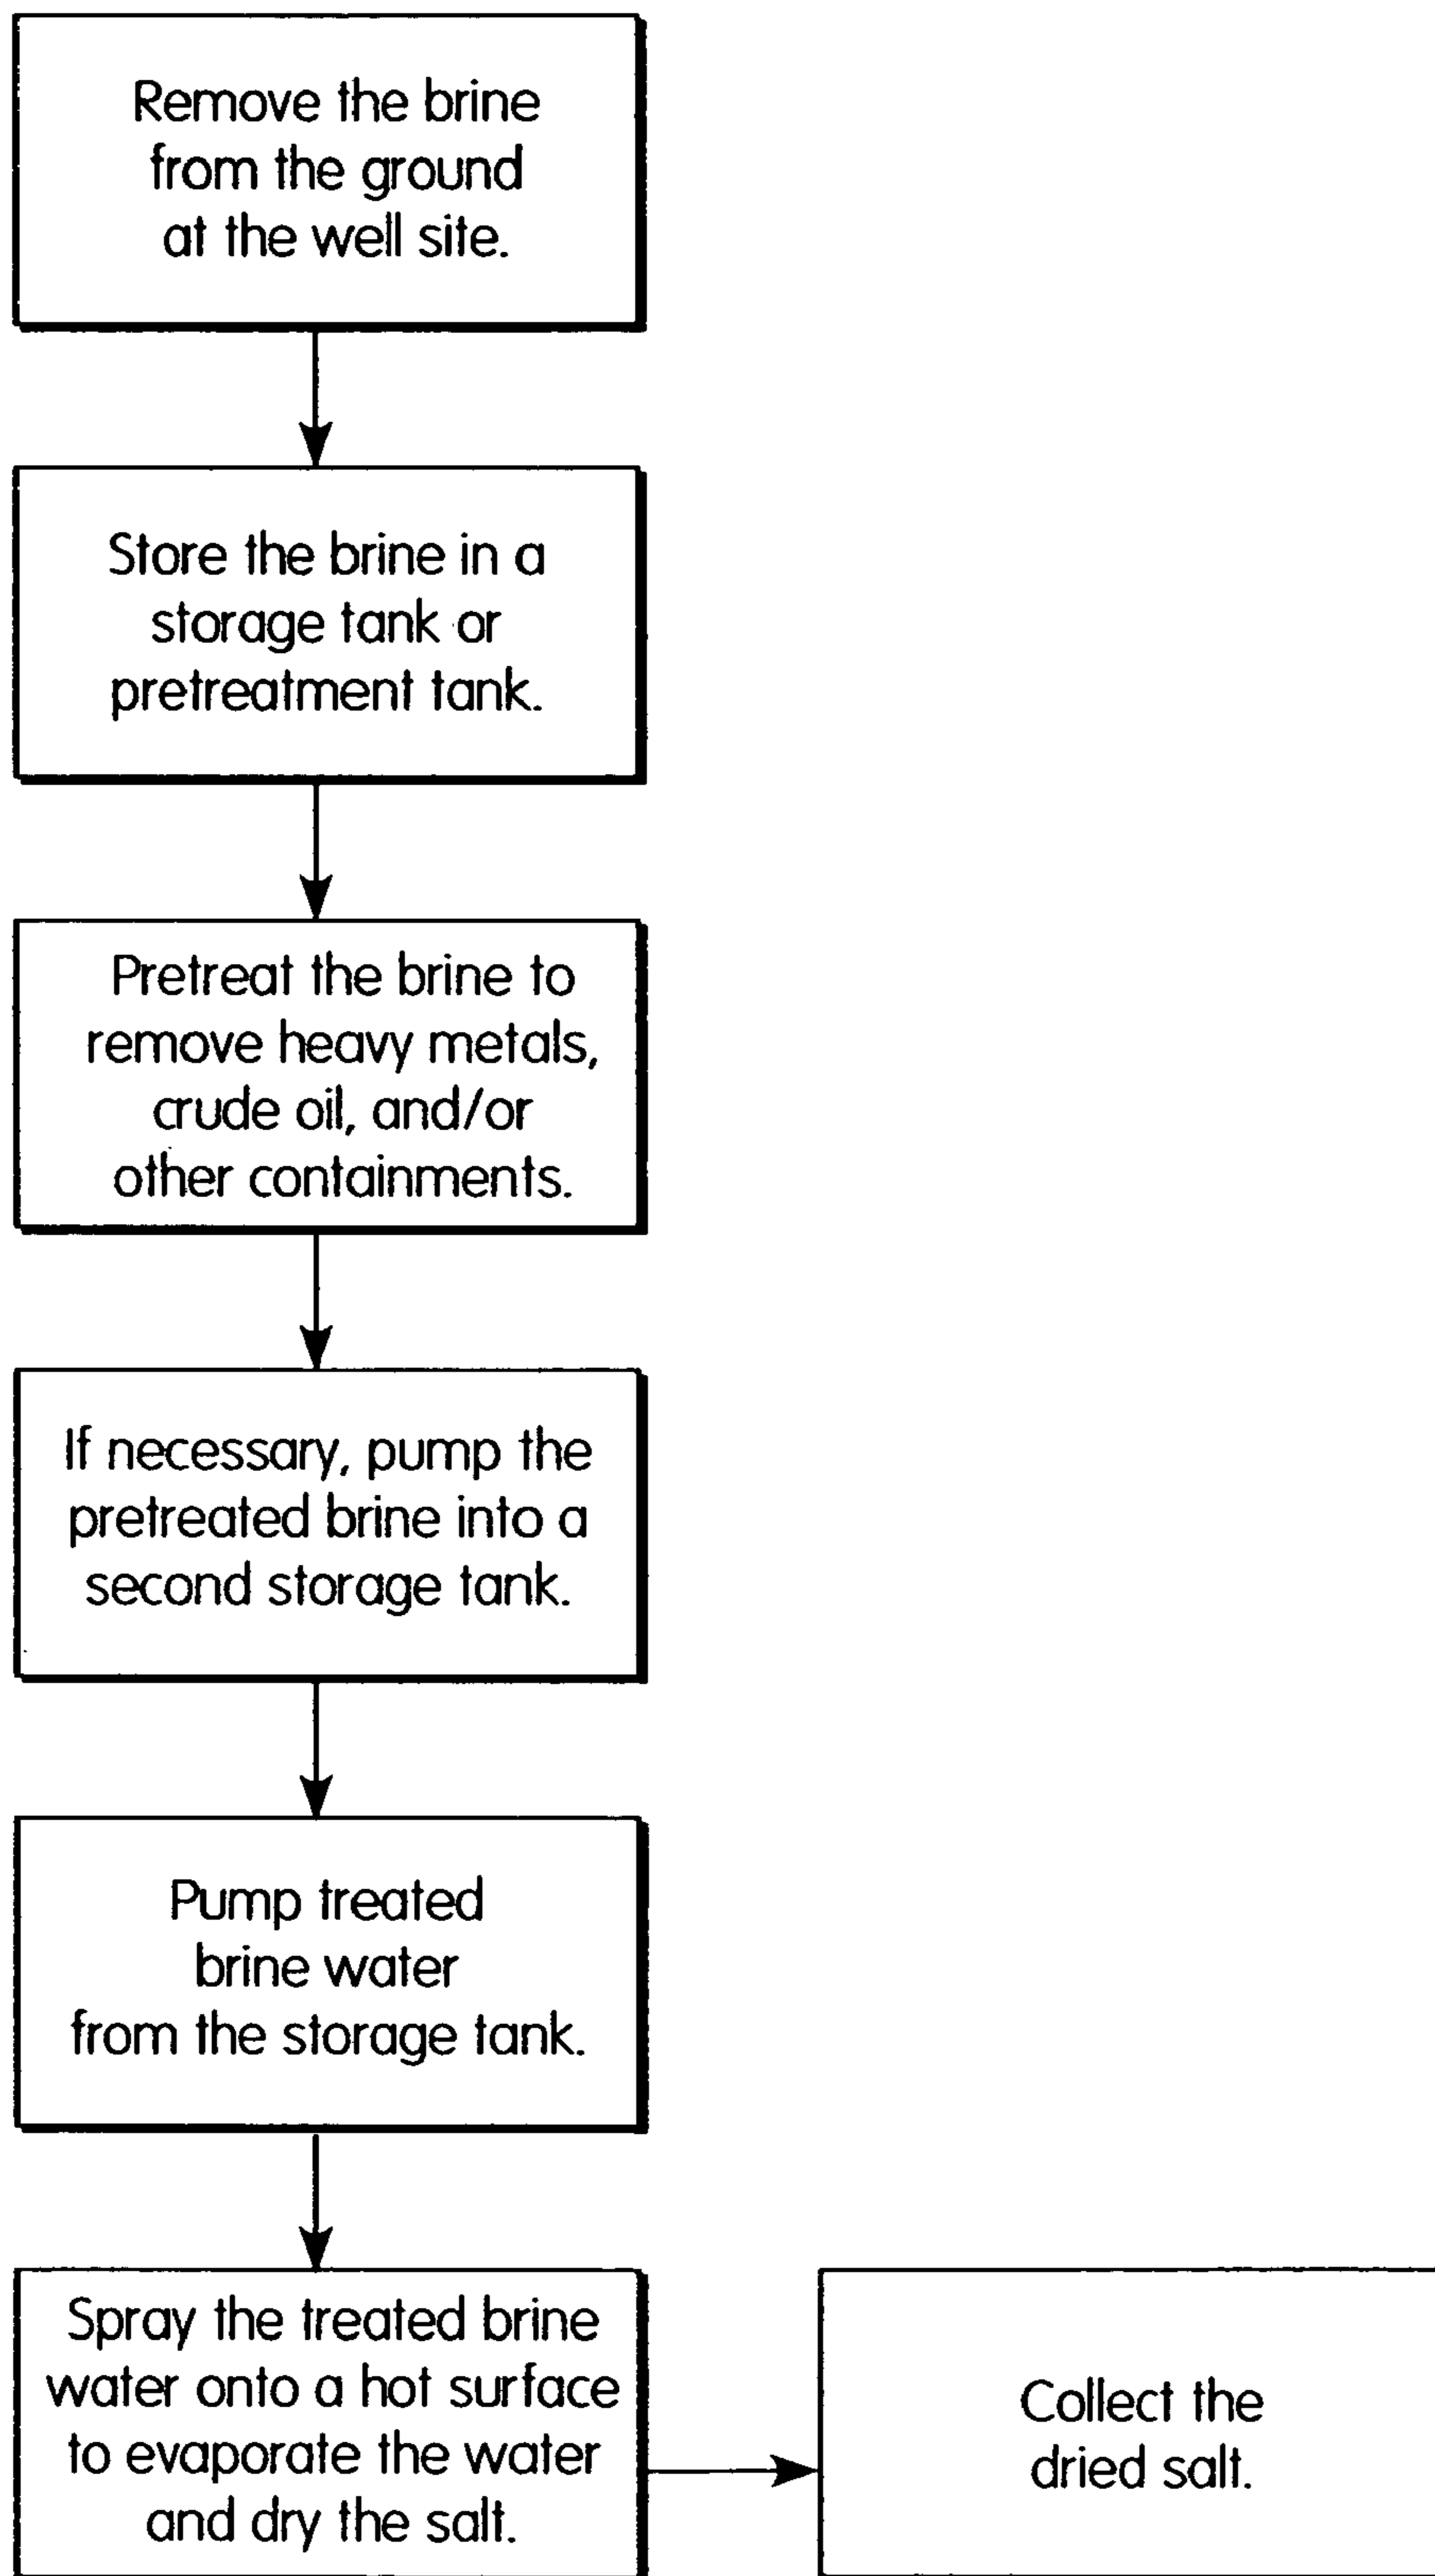 Remove the brine
from the ground
at the well site.
Store the brine in a
storage tank or
pretreatment tank.
Pretreat the brine to
remove heavy metals,
crude oil, and/or
other containments.
If necessary, pump the
pretreated brine into a
second storage tank.
Pump treated
brine water
from the storage tank.
Spray the treated brine
water onto a hot surface
to evaporate the water
and dry the salt.
Collect the
dried salt.